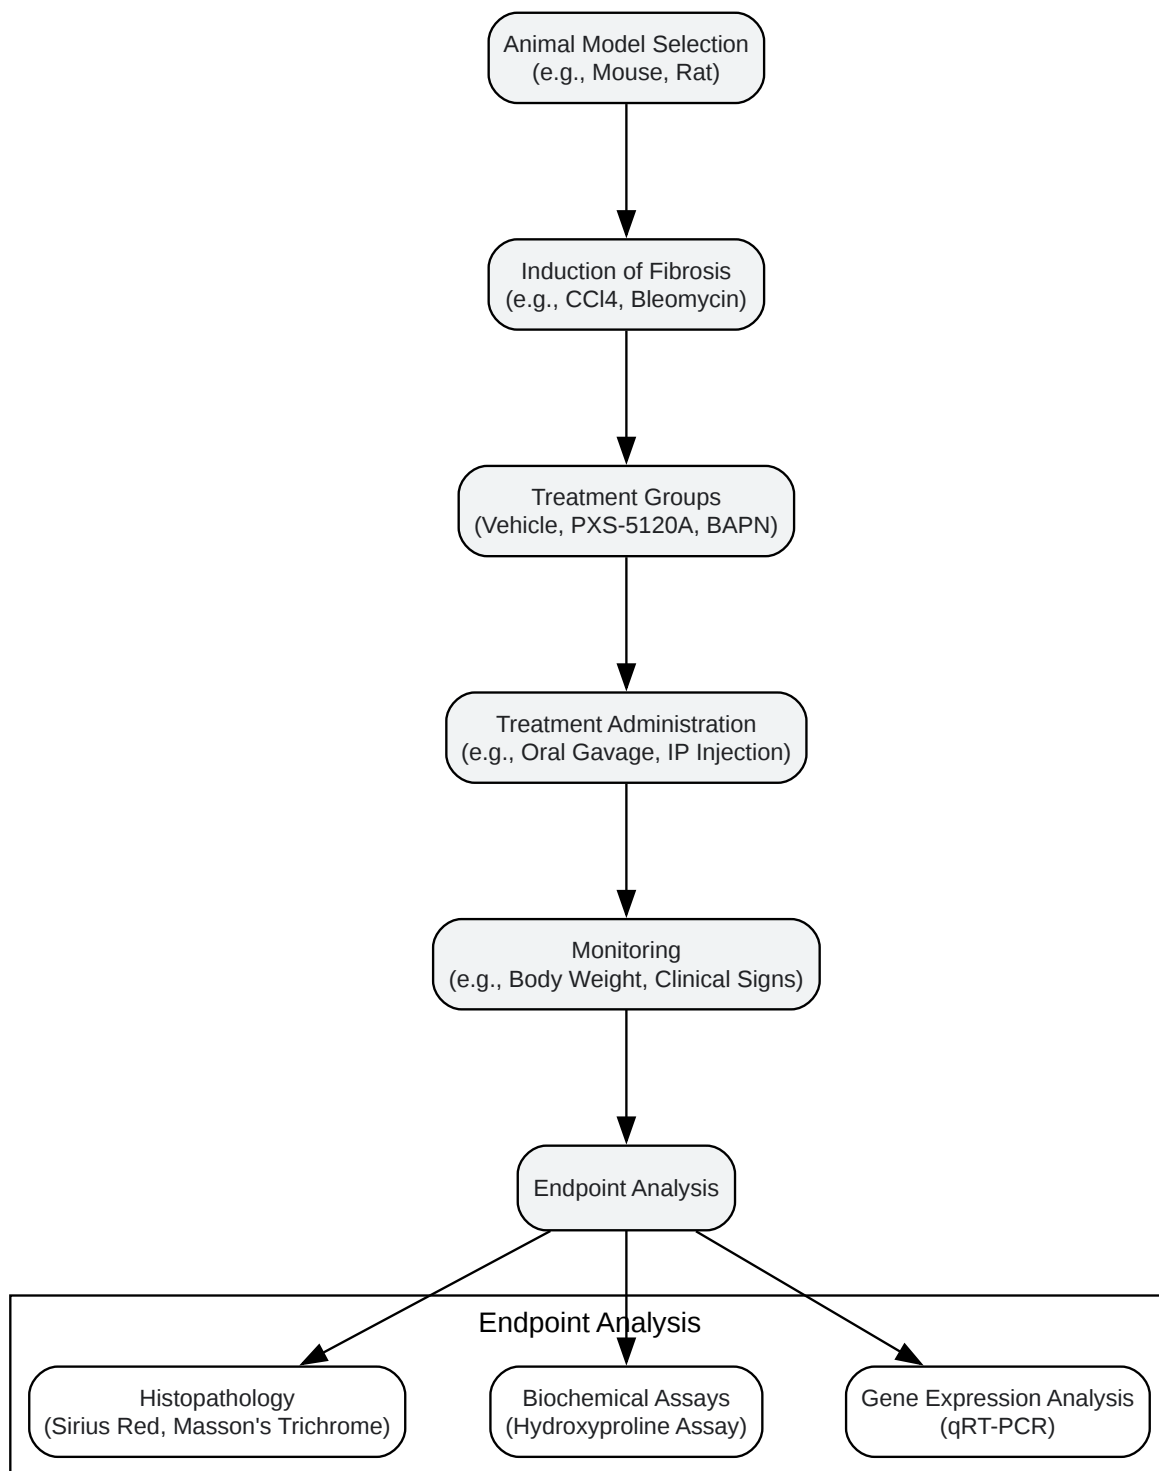 Animal Model Selection
(e.g., Mouse, Rat)
Induction of Fibrosis
(e.g., CCl4, Bleomycin)
Treatment Groups
(Vehicle, PXS-5120A, BAPN)
Treatment Administration
(e.g., Oral Gavage, IP Injection)
Monitoring
(e.g., Body Weight, Clinical Signs)
Endpoint Analysis
Endpoint Analysis
Histopathology
(Sirius Red, Masson's Trichrome)
Biochemical Assays
(Hydroxyproline Assay)
Gene Expression Analysis
(qRT-PCR)